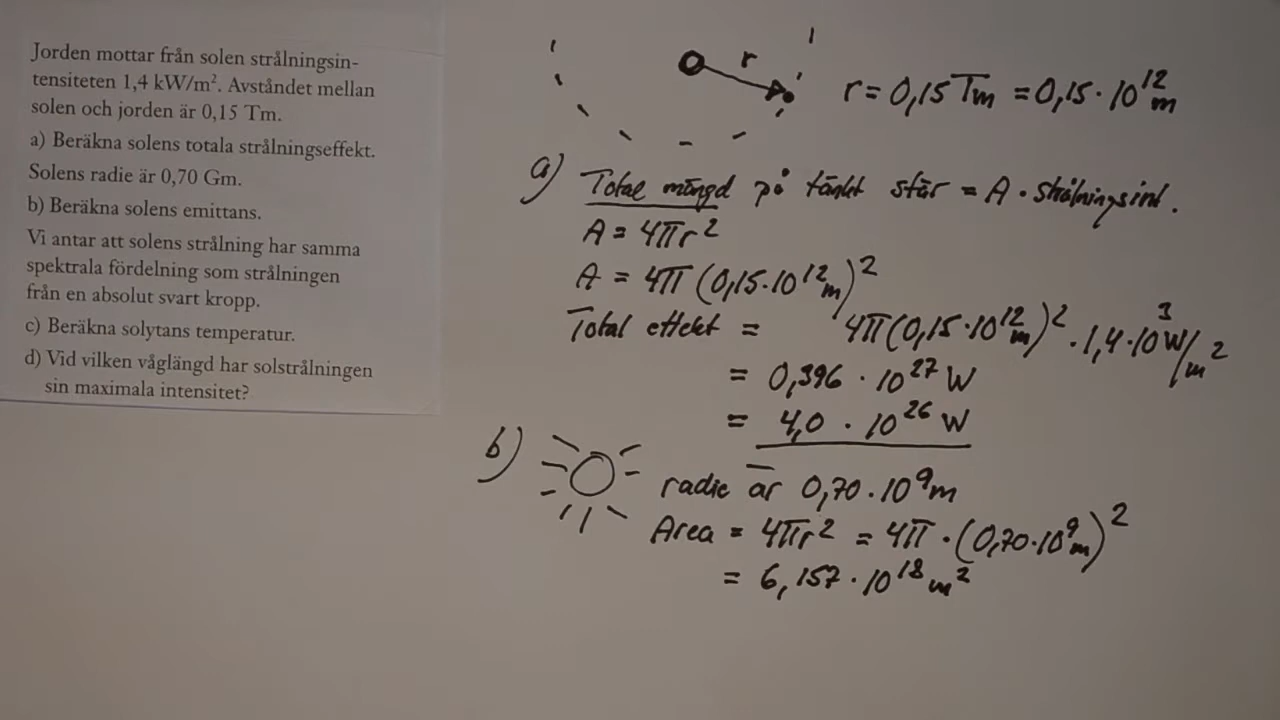 Jorden mottar från solen strålningsin-
tensiteten 1,4 kW/m². Avståndet mellan
solen och jorden är 0,15 Tm.
a) Beräkna solens totala strålningseffekt.
Solens radie är 0,70 Gm.
b) Beräkna solens emittans.
Vi antar att solens strålning har samma
spektrala fördelning som strålningen
från en absolut svart kropp.
c) Beräkna solytans temperatur.
d) Vid vilken våglängd har solstrålningen
sin maximala intensitet?
r
r = 0,15 Tm = 0,15 · 10¹² m
a) Total mängd på tänkt sfär = A · strålningsint.
A = 4πr²
A = 4π (0,15·10¹² m)²
Total effekt = 4π(0,15·10¹² m)² · 1,4·10³ W/m²
= 0,396 · 10²⁷ W
= 4,0 · 10²⁶ W
b) radie är 0,70·10⁹ m
Area = 4πr² = 4π · (0,70·10⁹ m)²
= 6,157 · 10¹⁸ m²